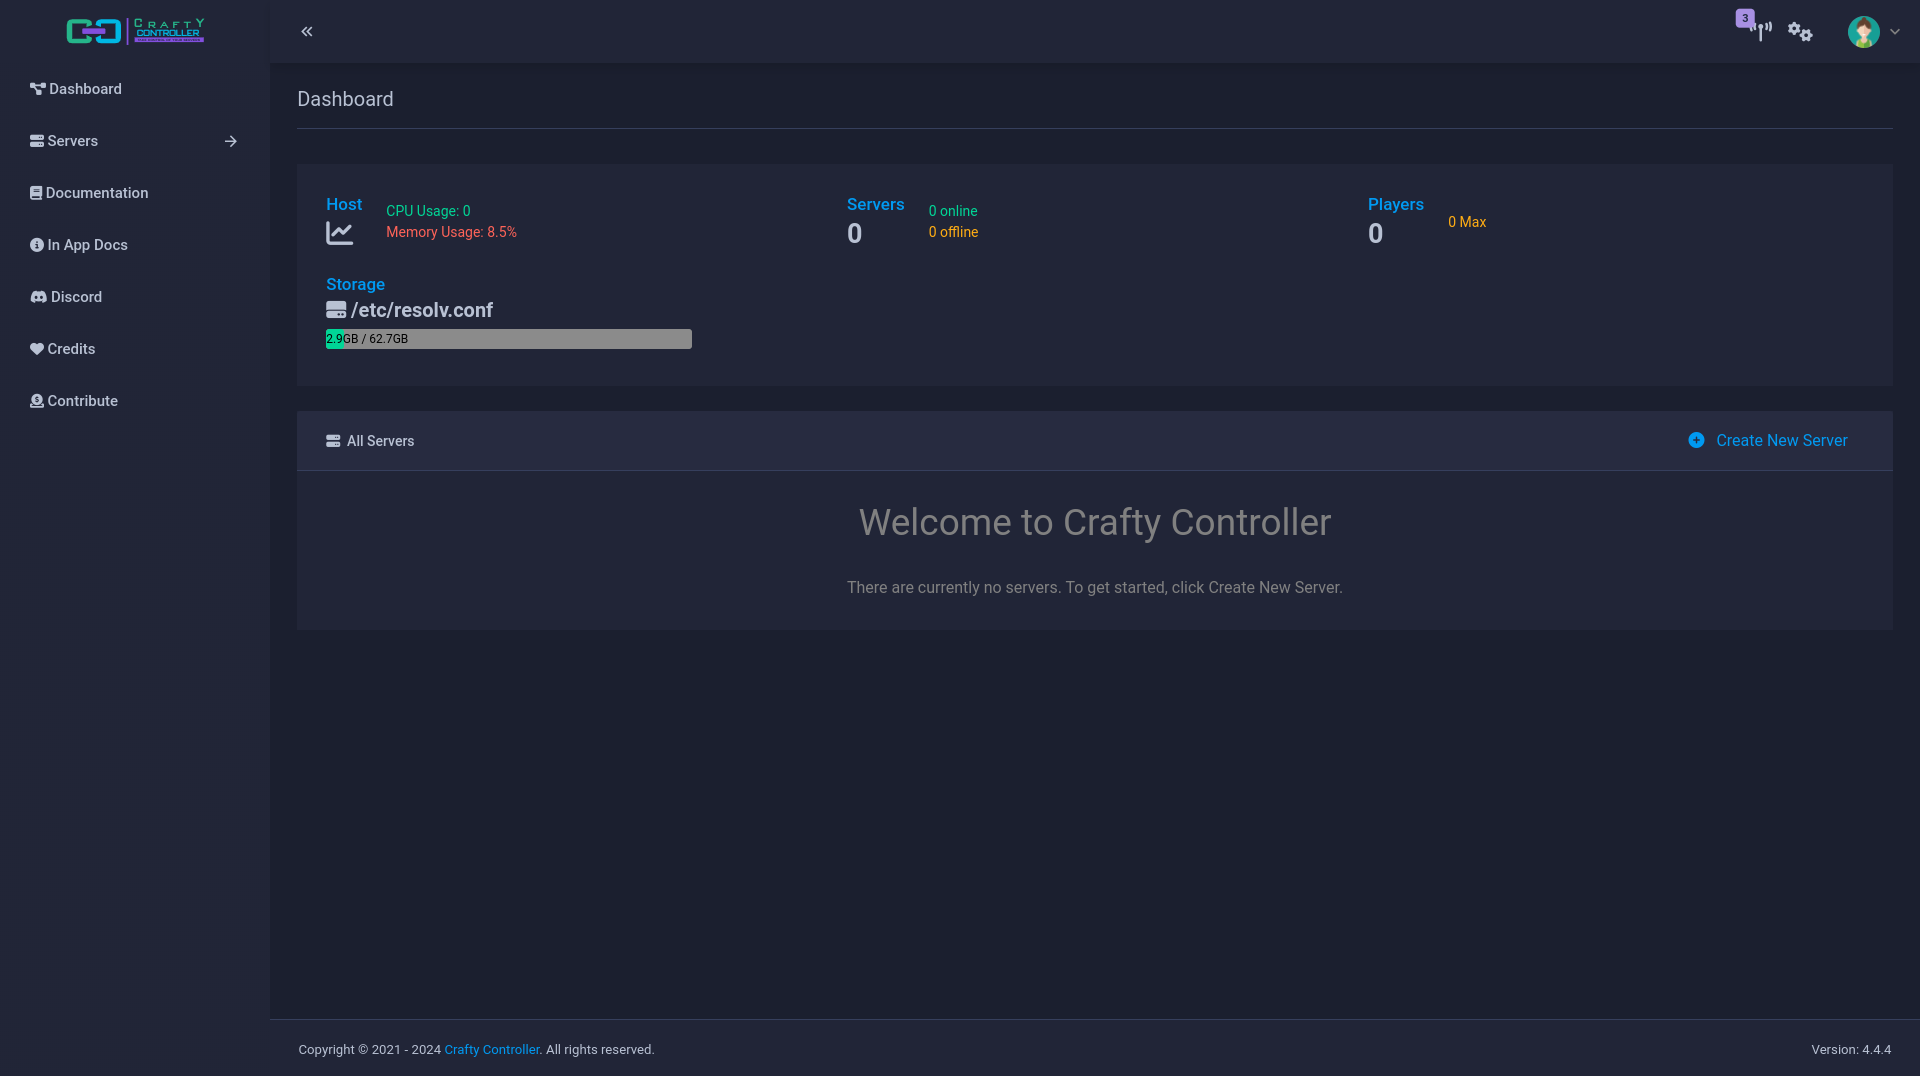 CRAFTY
CONTROLLER
3
Dashboard
Servers
Documentation
In App Docs
Discord
Credits
Contribute
Dashboard
Host
CPU Usage: 0
Memory Usage: 8.5%
Servers
0
0 online
0 offline
Players
0
0 Max
Storage
/etc/resolv.conf
2.9GB / 62.7GB
All Servers
Create New Server
Welcome to Crafty Controller
There are currently no servers. To get started, click Create New Server.
Copyright © 2021 - 2024 Crafty Controller. All rights reserved.
Version: 4.4.4